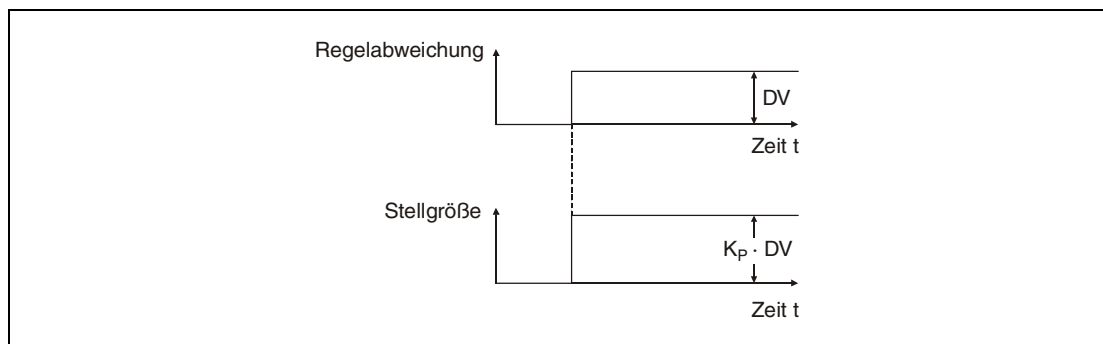 Regelabweichung
DV
Zeit t
Stellgröße
K_P · DV
Zeit t